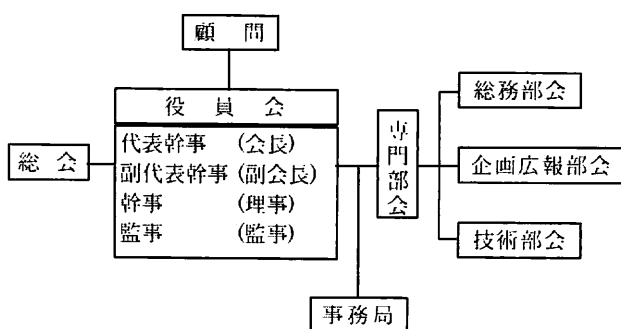 顧問
役員会
代表幹事 (会長)
副代表幹事 (副会長)
幹事 (理事)
監事 (監事)
総会
専門部会
総務部会
企画広報部会
技術部会
事務局